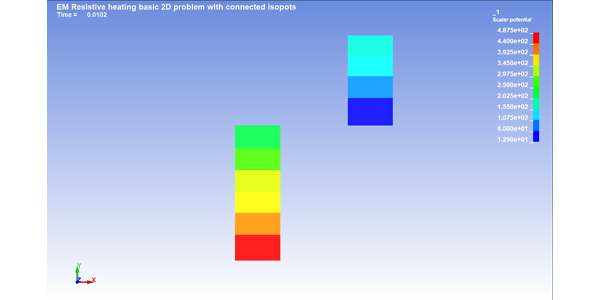 EM Resistive heating basic 2D problem with connected isopots
Time = 0.0102
_1
Scalar potential
4.875e+02
4.400e+02
3.925e+02
3.450e+02
2.975e+02
2.500e+02
2.025e+02
1.550e+02
1.075e+02
6.000e+01
1.250e+01
Y
Z
X